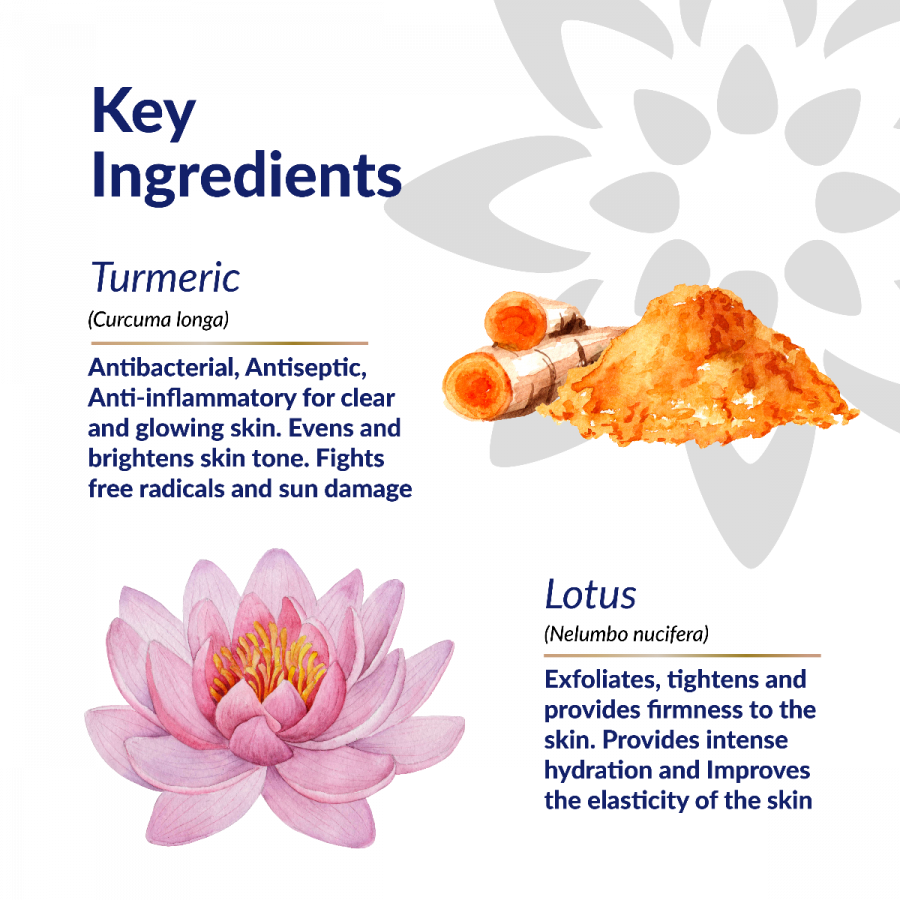 Key
Ingredients
Turmeric
(Curcuma longa)
Antibacterial, Antiseptic,
Anti-inflammatory for clear
and glowing skin. Evens and
brightens skin tone. Fights
free radicals and sun damage
Lotus
(Nelumbo nucifera)
Exfoliates, tightens and
provides firmness to the
skin. Provides intense
hydration and Improves
the elasticity of the skin